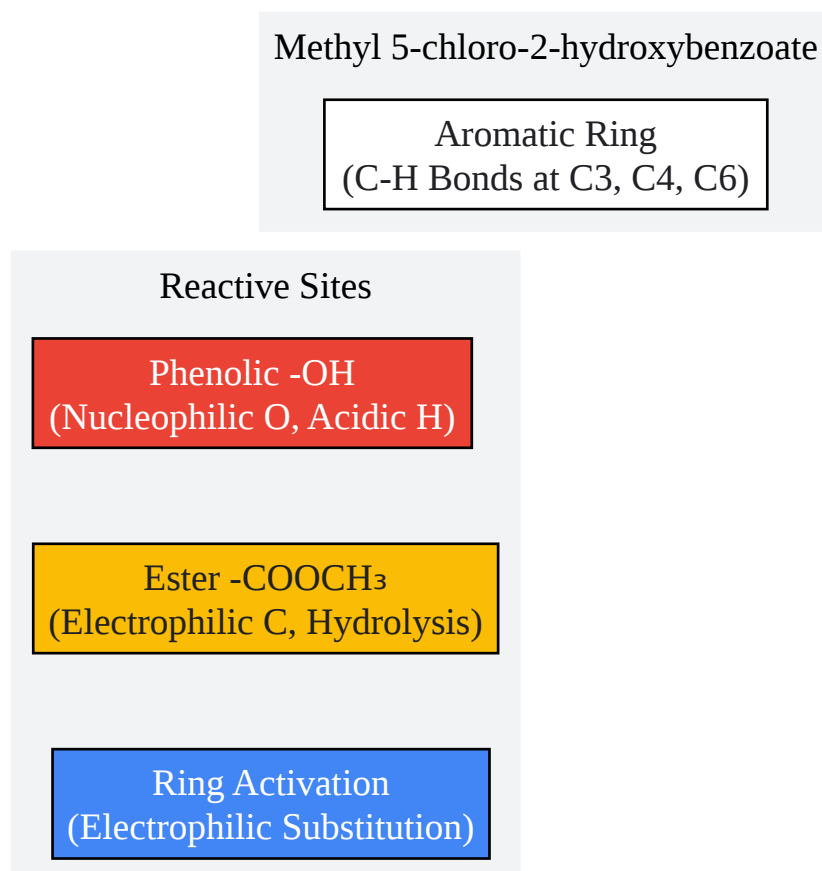 Methyl 5-chloro-2-hydroxybenzoate
Aromatic Ring
(C-H Bonds at C3, C4, C6)
Reactive Sites
Phenolic -OH
(Nucleophilic O, Acidic H)
Ester -COOCH₃
(Electrophilic C, Hydrolysis)
Ring Activation
(Electrophilic Substitution)